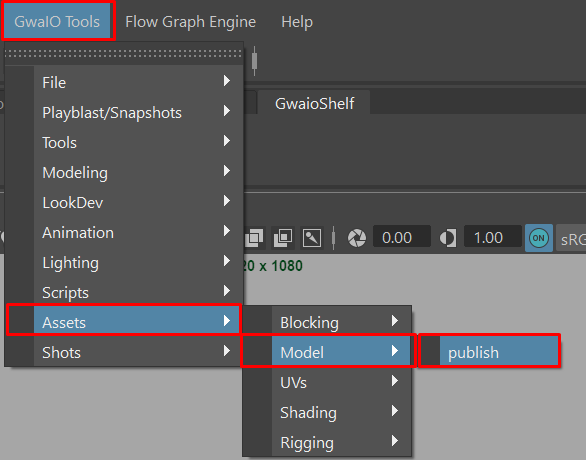 GwaIO Tools Flow Graph Engine Help
GwaioShelf
File
Playblast/Snapshots
Tools
Modeling
LookDev
Animation
0.00 1.00 ON sRG
Lighting
20 x 1080
Scripts
Assets
Blocking
Shots
Model
publish
UVs
Shading
Rigging